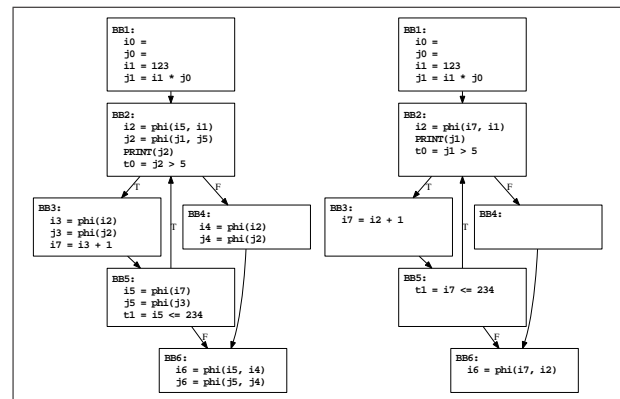 BB1:
i0 =
j0 =
i1 = 123
j1 = i1 * j0
BB2:
i2 = phi(i5, i1)
j2 = phi(j1, j5)
PRINT(j2)
t0 = j2 > 5
T
F
BB3:
i3 = phi(i2)
j3 = phi(j2)
i7 = i3 + 1
T
BB4:
i4 = phi(i2)
j4 = phi(j2)
BB5:
i5 = phi(i7)
j5 = phi(j3)
t1 = i5 <= 234
F
BB6:
i6 = phi(i5, i4)
j6 = phi(j5, j4)
BB1:
i0 =
j0 =
i1 = 123
j1 = i1 * j0
BB2:
i2 = phi(i7, i1)
PRINT(j1)
t0 = j1 > 5
T
F
BB3:
i7 = i2 + 1
T
BB4:
BB5:
t1 = i7 <= 234
F
BB6:
i6 = phi(i7, i2)